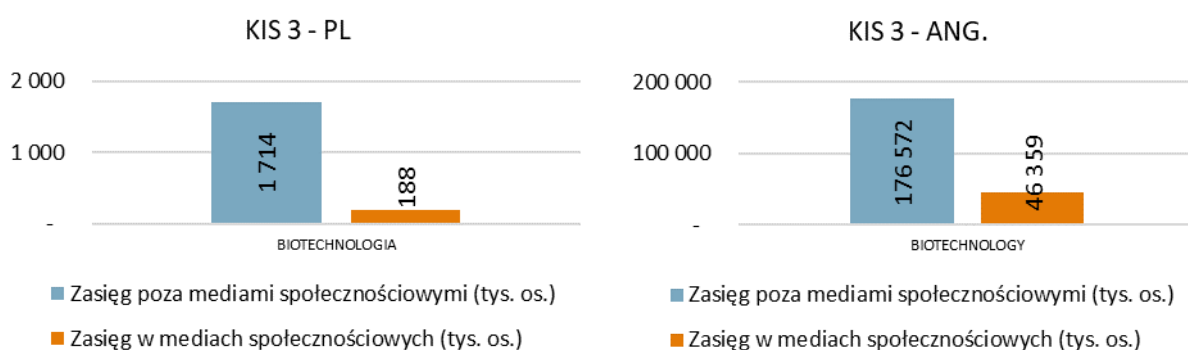 KIS 3 - PL
2 000
1 000
-
1 714
188
BIOTECHNOLOGIA
Zasięg poza mediami społecznościowymi (tys. os.)
Zasięg w mediach społecznościowych (tys. os.)
KIS 3 - ANG.
200 000
100 000
-
176 572
46 359
BIOTECHNOLOGY
Zasięg poza mediami społecznościowymi (tys. os.)
Zasięg w mediach społecznościowych (tys. os.)